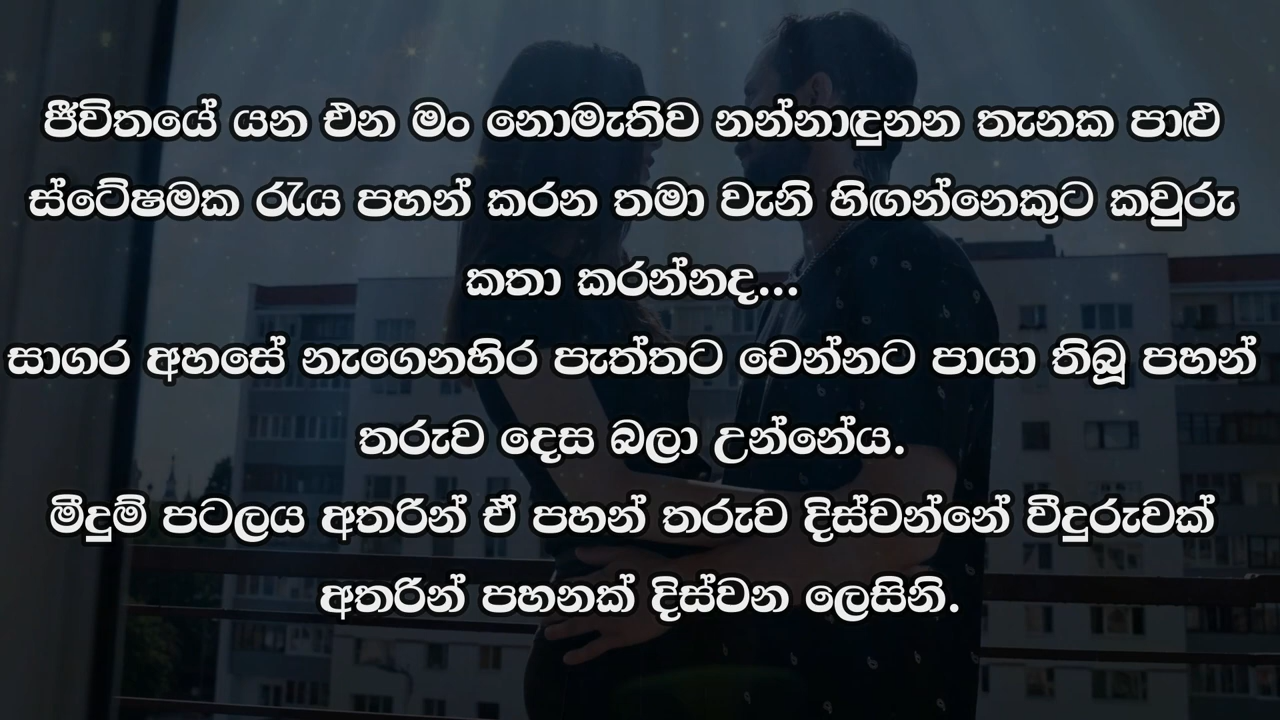 ජීවිතයේ යන එන මං නොමැතිව නන්නාඳුනන තැනක පාළු
ස්ටේෂමක රැය පහන් කරන තමා වැනි හිඟන්නෙකුට කවුරු
කතා කරන්නද...
සාගර අහසේ නැගෙනහිර පැත්තට වෙන්නට පායා තිබූ පහන්
තරුව දෙස බලා උන්නේය.
මීදුම් පටලය අතරින් ඒ පහන් තරුව දිස්වන්නේ වීදුරුවක්
අතරින් පහනක් දිස්වන ලෙසිනි.